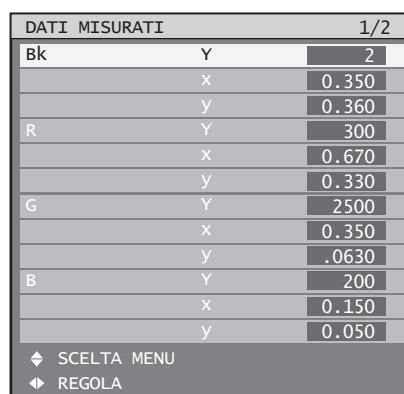 DATI MISURATI 1/2
Bk Y 2
x 0.350
y 0.360
R Y 300
x 0.670
y 0.330
G Y 2500
x 0.350
y .0630
B Y 200
x 0.150
y 0.050
SCELTA MENU
REGOLA